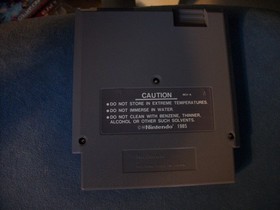 CAUTION
●DO NOT STORE IN EXTREME TEMPERATURES.
●DO NOT IMMERSE IN WATER.
●DO NOT CLEAN WITH BENZENE, THINNER,
ALCOHOL OR OTHER SUCH SOLVENTS.
Nintendo 1985